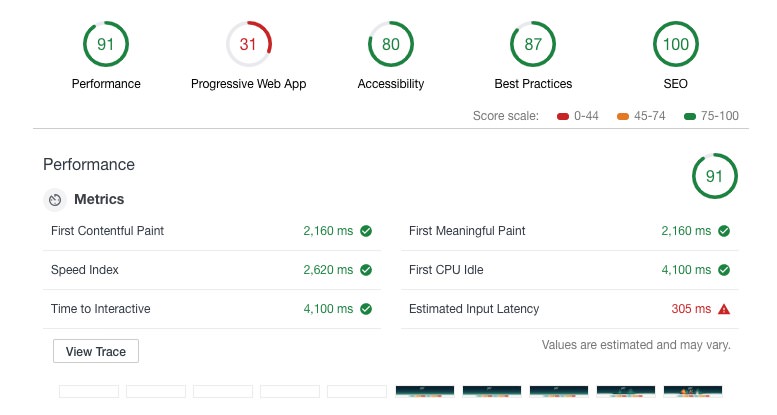 91 31 80 87 100
Performance Progressive Web App Accessibility Best Practices SEO
Score scale: 0-44 45-74 75-100
Performance
91
Metrics
First Contentful Paint 2,160 ms First Meaningful Paint 2,160 ms
Speed Index 2,620 ms First CPU Idle 4,100 ms
Time to Interactive 4,100 ms Estimated Input Latency 305 ms
View Trace
Values are estimated and may vary.